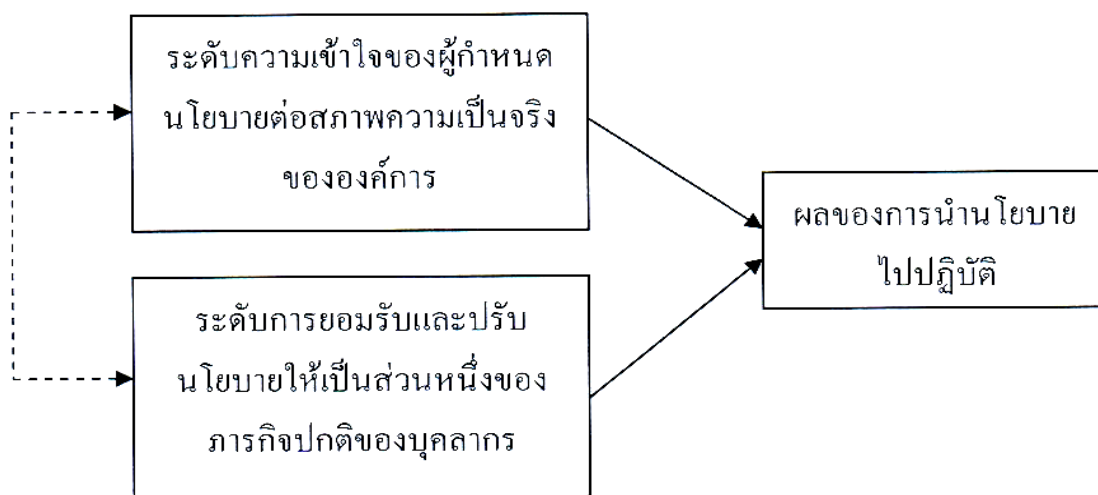 ระดับความเข้าใจของผู้กำหนด
นโยบายต่อสภาพความเป็นจริง
ขององค์การ
ผลของการนำนโยบาย
ไปปฏิบัติ
ระดับการยอมรับและปรับ
นโยบายให้เป็นส่วนหนึ่งของ
ภารกิจปกติของบุคลากร